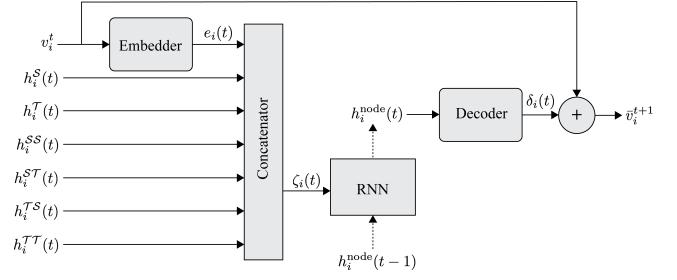 v_i^t
Embedder
e_i(t)
h_i^𝒮(t)
h_i^𝒯(t)
h_i^{𝒮𝒮}(t)
h_i^{𝒮𝒯}(t)
h_i^{𝒯𝒮}(t)
h_i^{𝒯𝒯}(t)
Concatenator
ζ_i(t)
h_i^{node}(t)
RNN
h_i^{node}(t−1)
Decoder
δ_i(t)
+
v̄_i^{t+1}